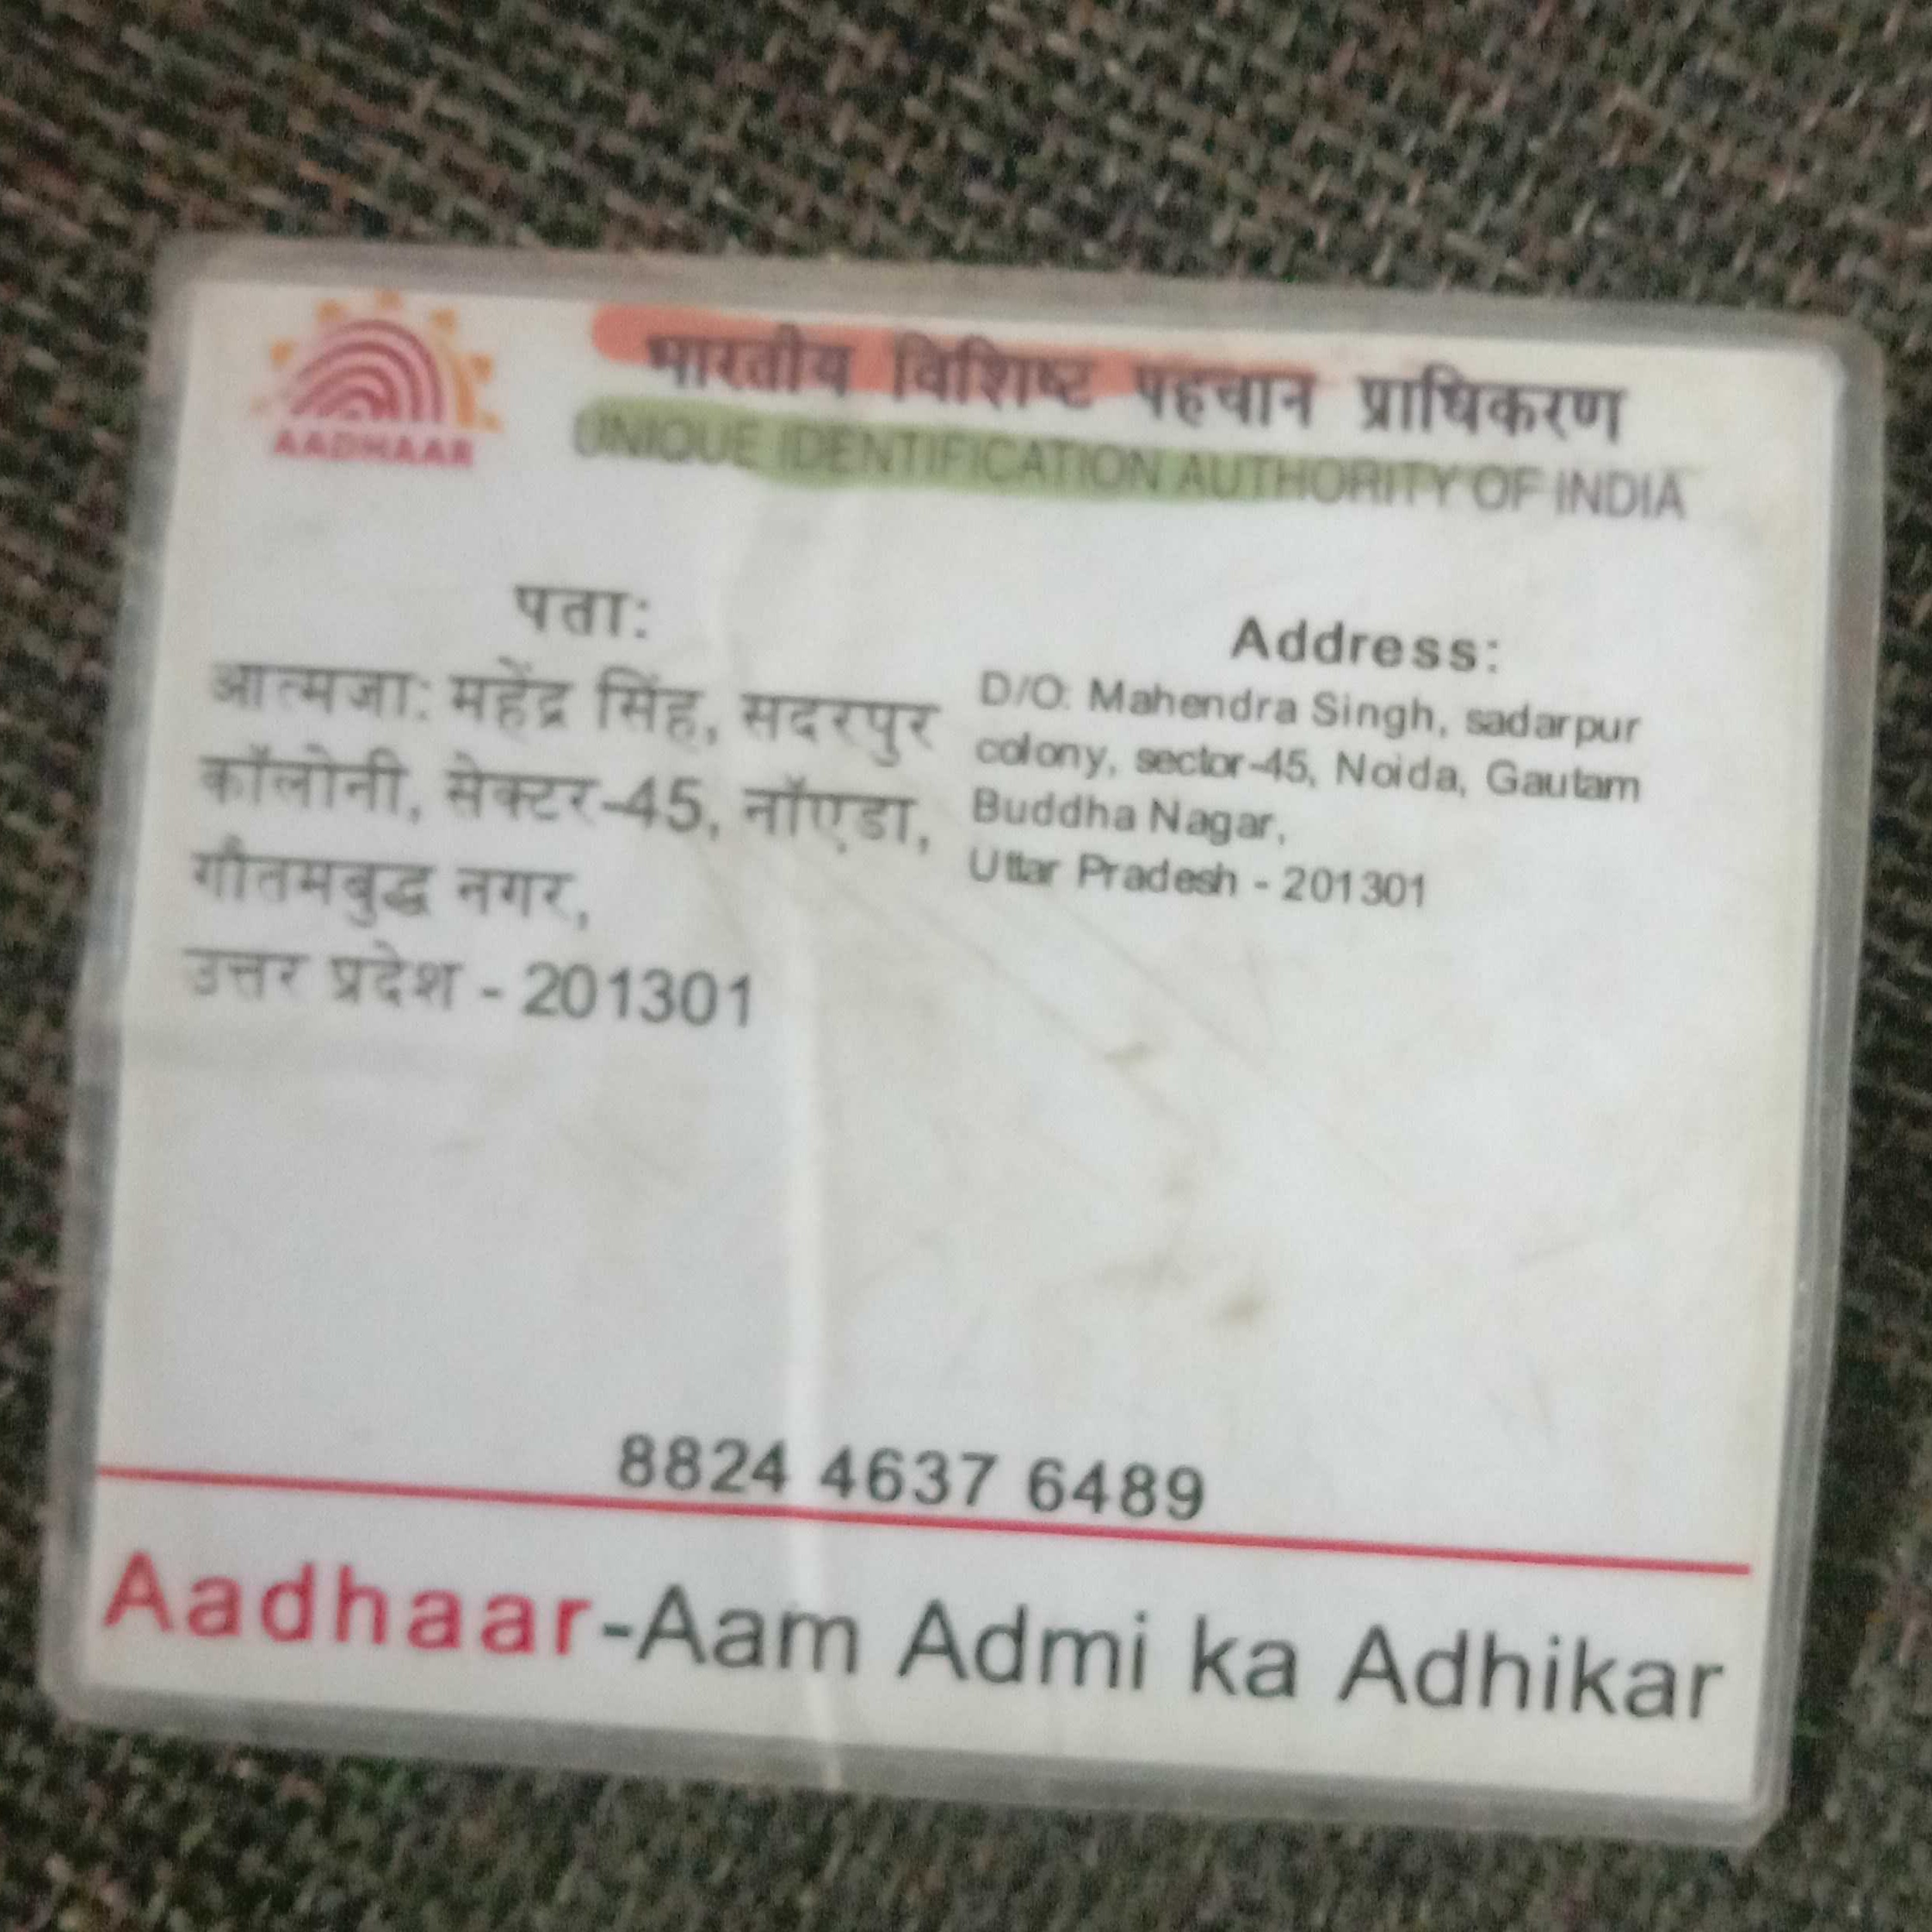 AADHAAR
भारतीय विशिष्ट पहचान प्राधिकरण
UNIQUE IDENTIFICATION AUTHORITY OF INDIA
पता:
आत्मजा: महेंद्र सिंह, सदरपुर
कॉलोनी, सेक्टर-45, नॉएडा,
गौतमबुद्ध नगर,
उत्तर प्रदेश - 201301
Address:
D/O: Mahendra Singh, sadarpur
colony, sector-45, Noida, Gautam
Buddha Nagar,
Uttar Pradesh - 201301
8824 4637 6489
Aadhaar-Aam Admi ka Adhikar